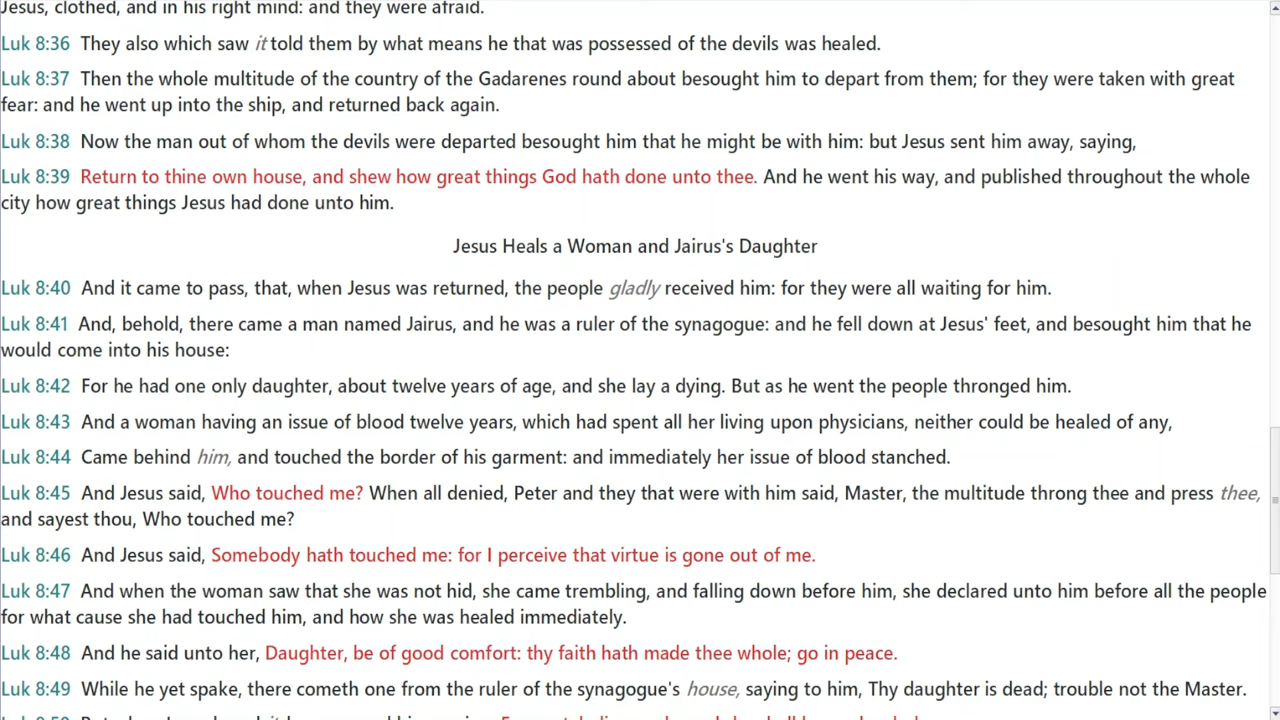 Jesus, clothed, and in his right mind: and they were afraid.
Luk 8:36 They also which saw it told them by what means he that was possessed of the devils was healed.
Luk 8:37 Then the whole multitude of the country of the Gadarenes round about besought him to depart from them; for they were taken with great
fear: and he went up into the ship, and returned back again.
Luk 8:38 Now the man out of whom the devils were departed besought him that he might be with him: but Jesus sent him away, saying,
Luk 8:39 Return to thine own house, and shew how great things God hath done unto thee. And he went his way, and published throughout the whole
city how great things Jesus had done unto him.
Jesus Heals a Woman and Jairus's Daughter
Luk 8:40 And it came to pass, that, when Jesus was returned, the people gladly received him: for they were all waiting for him.
Luk 8:41 And, behold, there came a man named Jairus, and he was a ruler of the synagogue: and he fell down at Jesus' feet, and besought him that he
would come into his house:
Luk 8:42 For he had one only daughter, about twelve years of age, and she lay a dying. But as he went the people thronged him.
Luk 8:43 And a woman having an issue of blood twelve years, which had spent all her living upon physicians, neither could be healed of any,
Luk 8:44 Came behind him, and touched the border of his garment: and immediately her issue of blood stanched.
Luk 8:45 And Jesus said, Who touched me? When all denied, Peter and they that were with him said, Master, the multitude throng thee and press thee,
and sayest thou, Who touched me?
Luk 8:46 And Jesus said, Somebody hath touched me: for I perceive that virtue is gone out of me.
Luk 8:47 And when the woman saw that she was not hid, she came trembling, and falling down before him, she declared unto him before all the people
for what cause she had touched him, and how she was healed immediately.
Luk 8:48 And he said unto her, Daughter, be of good comfort: thy faith hath made thee whole; go in peace.
Luk 8:49 While he yet spake, there cometh one from the ruler of the synagogue's house, saying to him, Thy daughter is dead; trouble not the Master.